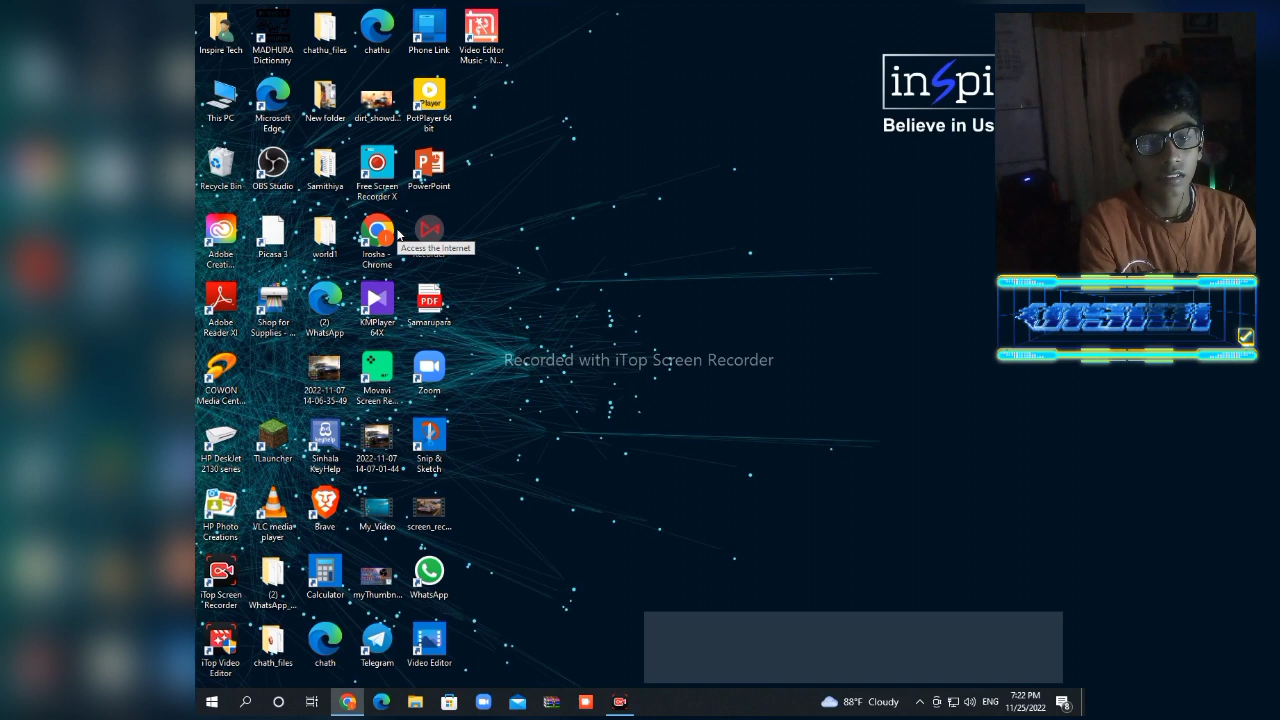 Inspire Tech
MADHURA
Dictionary
chathu_files
chathu
Phone Link
Video Editor
Music - N...
inspi
Believe in Us
This PC
Microsoft
Edge
New folder
dirt_showd...
Player
PotPlayer 64
bit
Recycle Bin
OBS Studio
Samithiya
REC
Free Screen
Recorder X
PowerPoint
Adobe
Creati...
Picasa 3
world1
Irosha -
Chrome
Access the Internet
Adobe
Reader XI
Shop for
Supplies - ...
(2)
WhatsApp
KMPlayer
64X
PDF
Samarupara
Recorded with iTop Screen Recorder
COWON
Media Cent...
2022-11-07
14-06-35-49
Movavi
Screen Re...
Zoom
HP DeskJet
2130 series
TLauncher
keyhelp
Sinhala
KeyHelp
2022-11-07
14-07-01-44
Snip &
Sketch
HP Photo
Creations
VLC media
player
Brave
My_Video
screen_rec...
iTop Screen
Recorder
(2)
WhatsApp_...
Calculator
myThumbn...
WhatsApp
iTop Video
Editor
chath_files
chath
Telegram
Video Editor
88°F Cloudy
ENG
7:22 PM
11/25/2022
8